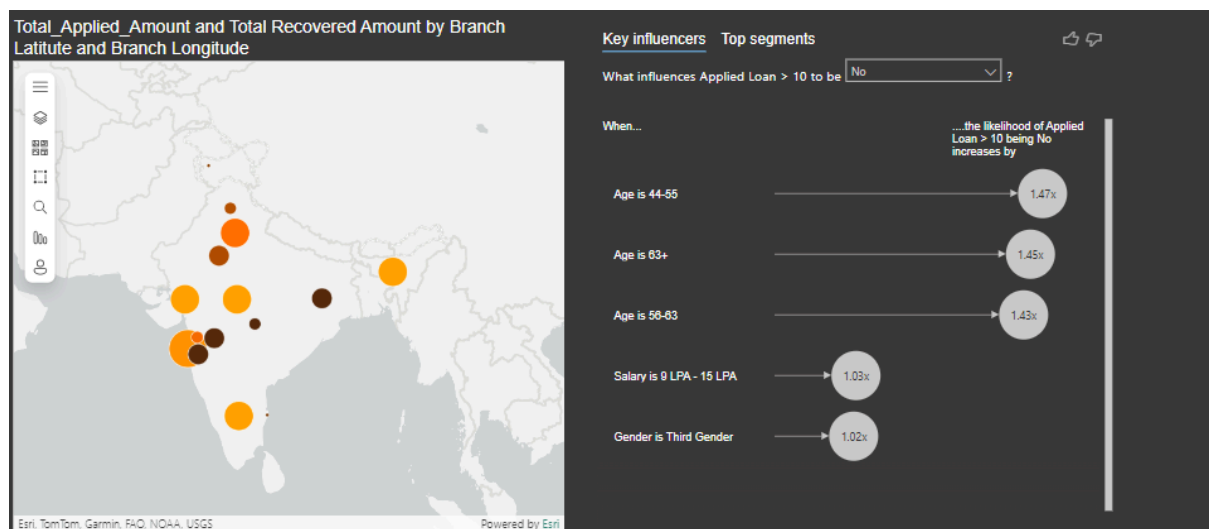 Total_Applied_Amount and Total Recovered Amount by Branch
Latitute and Branch Longitude
Esri, TomTom, Garmin, FAO, NOAA, USGS
Powered by Esri
Key influencers Top segments
What influences Applied Loan > 10 to be No ?
When...
....the likelihood of Applied
Loan > 10 being No
increases by
Age is 44-55
1.47x
Age is 63+
1.45x
Age is 56-63
1.43x
Salary is 9 LPA - 15 LPA
1.03x
Gender is Third Gender
1.02x